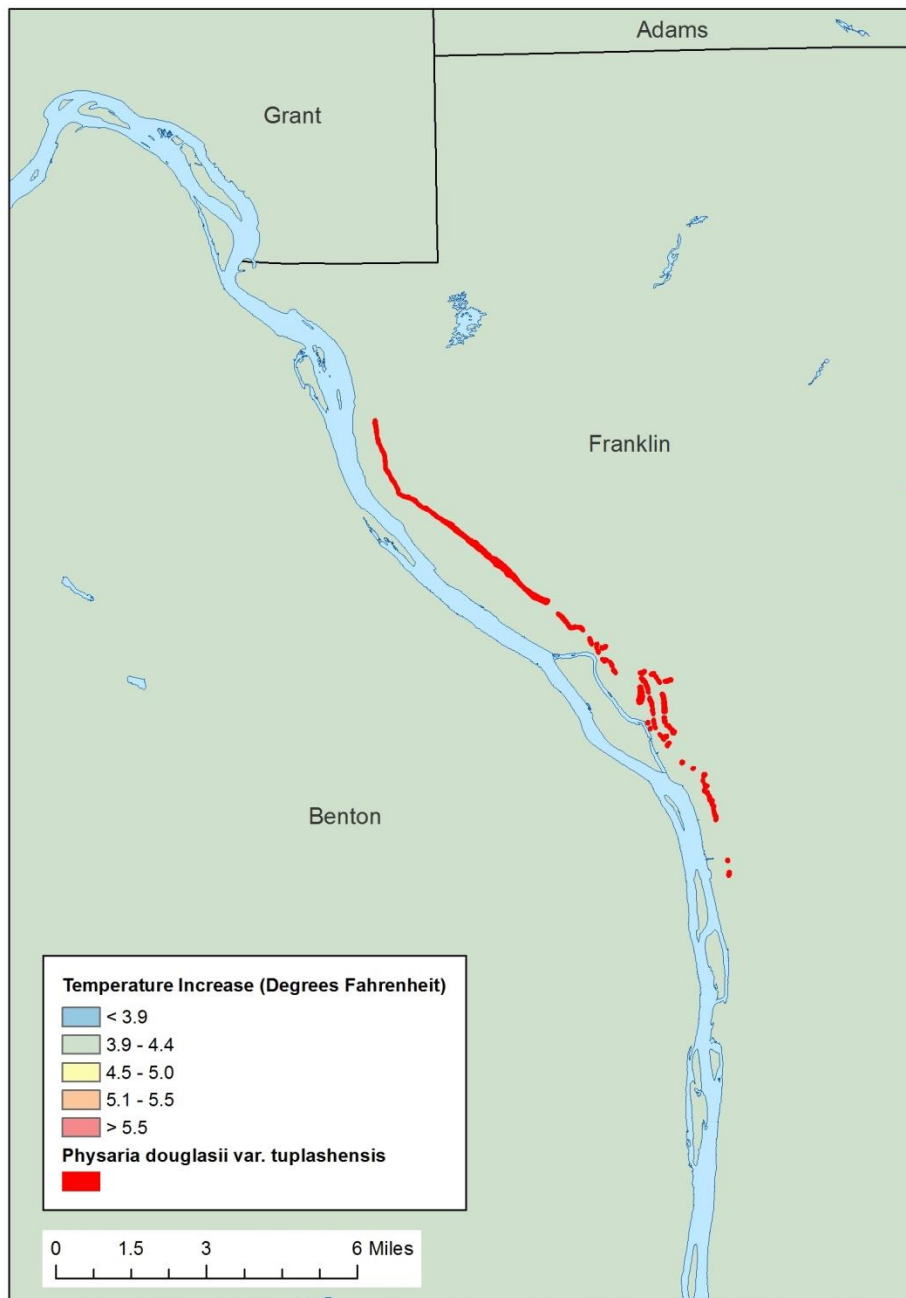 Adams
Grant
Franklin
Benton
Temperature Increase (Degrees Fahrenheit)
< 3.9
3.9 - 4.4
4.5 - 5.0
5.1 - 5.5
> 5.5
Physaria douglasii var. tuplashensis
0 1.5 3 6 Miles